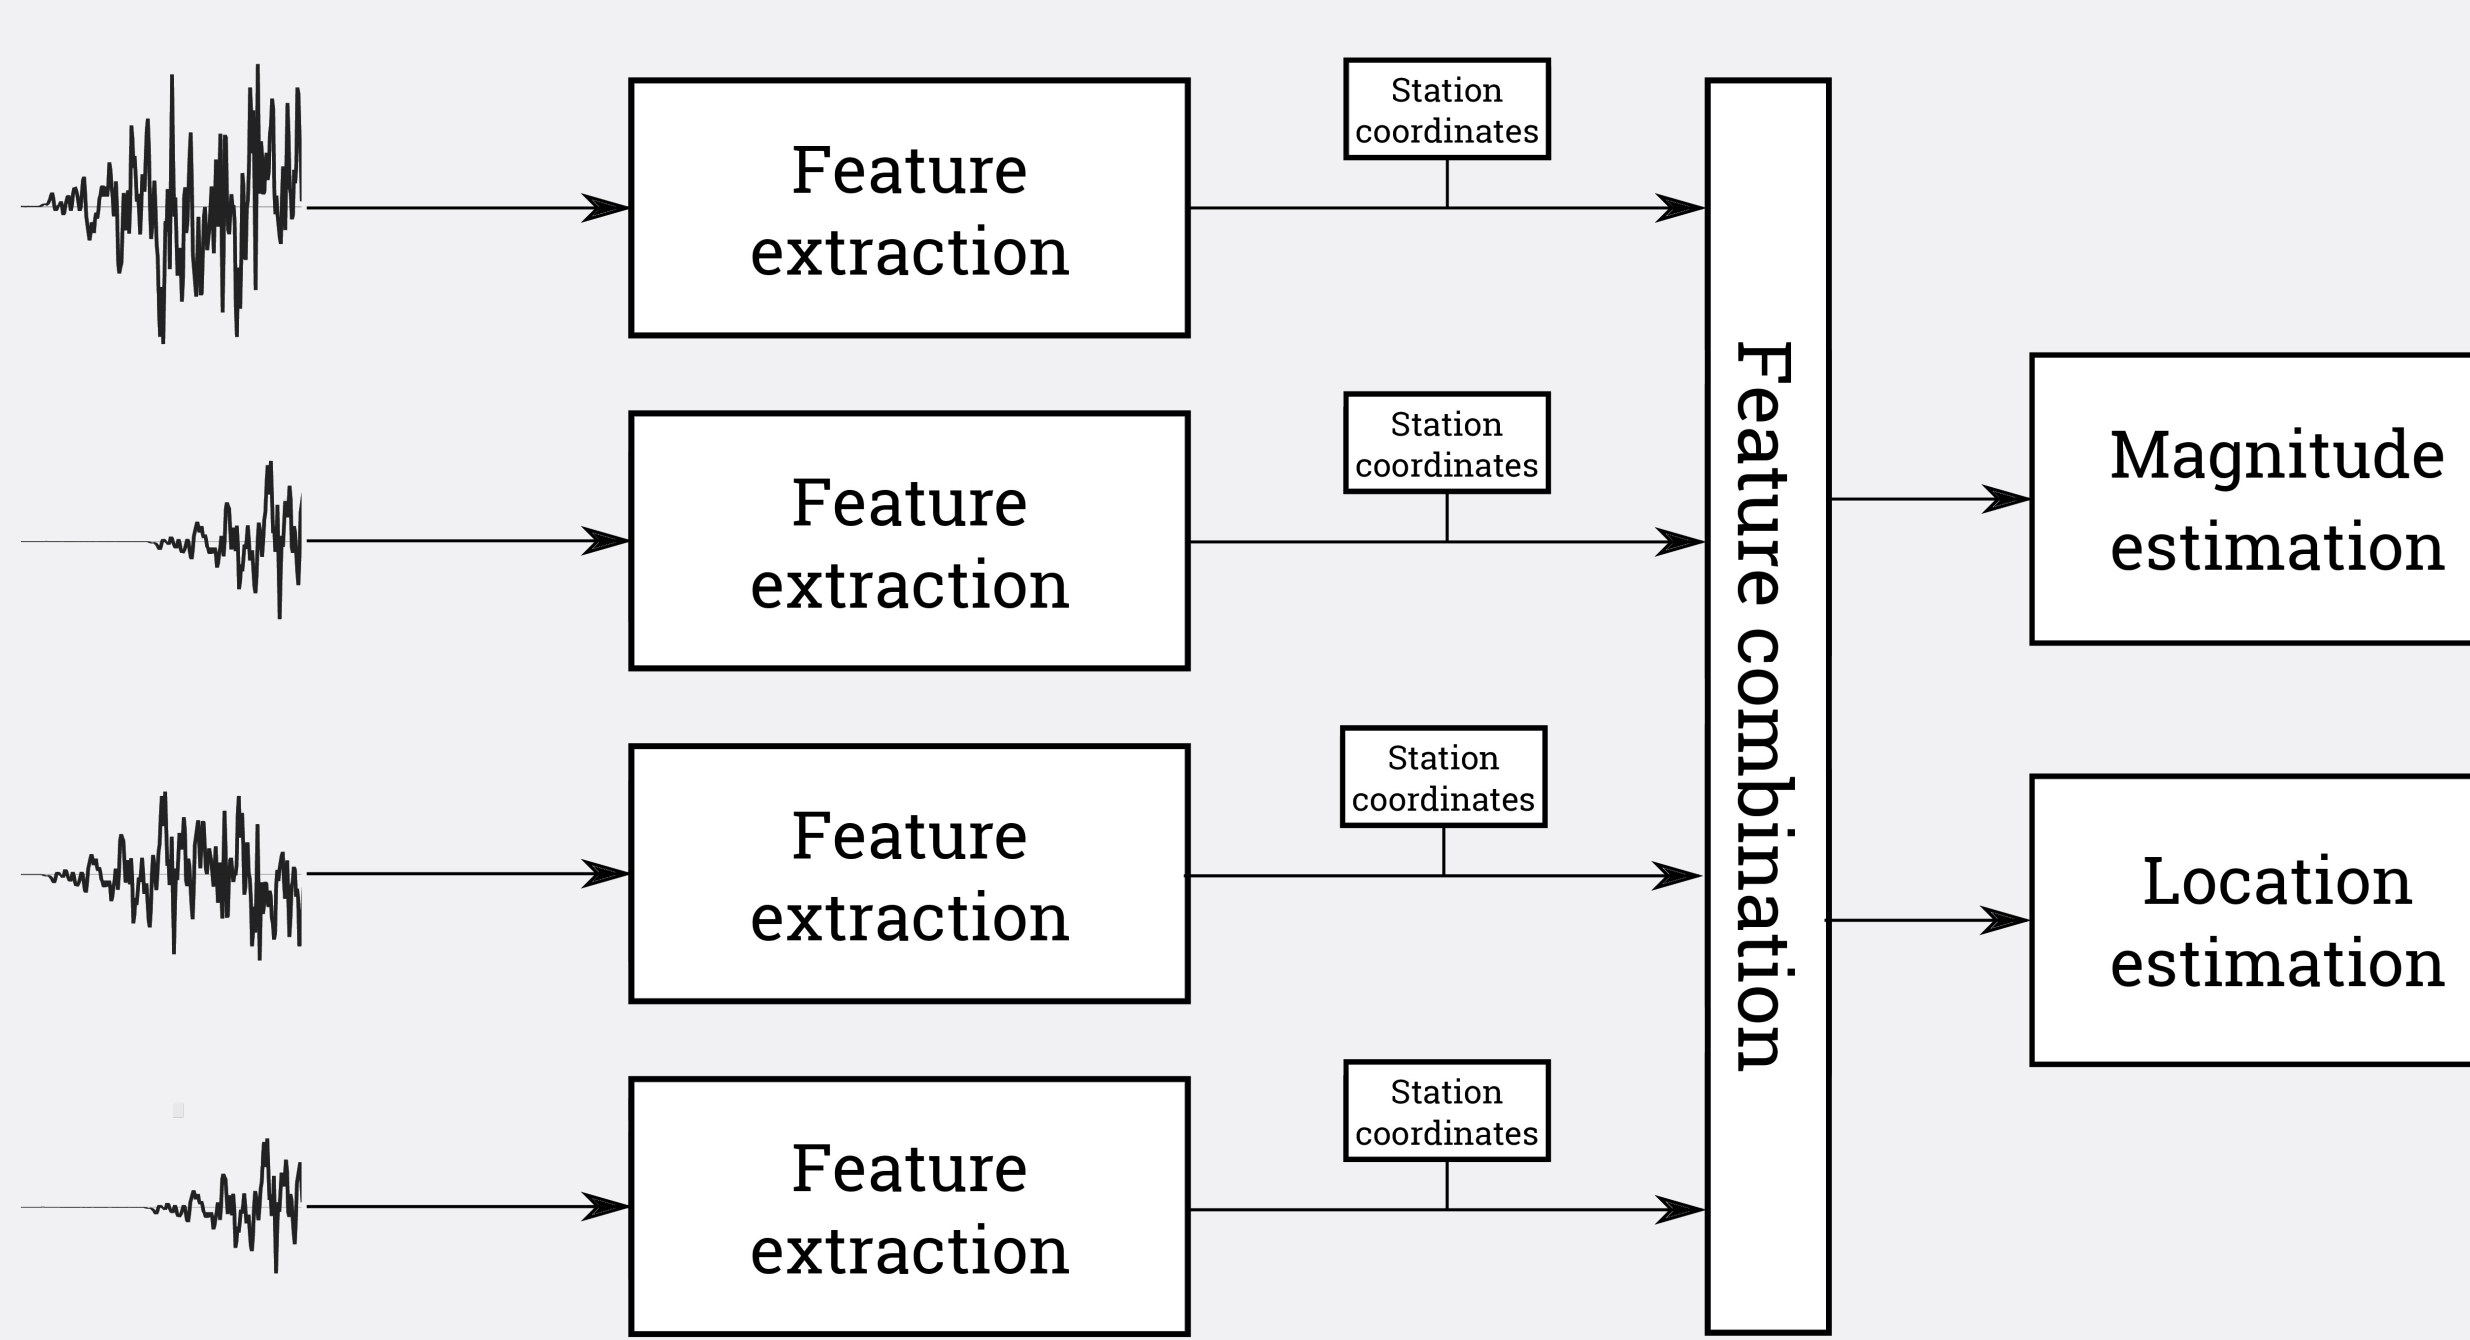 Feature
extraction
Station
coordinates
Feature
extraction
Station
coordinates
Feature
extraction
Station
coordinates
Feature
extraction
Station
coordinates
Feature combination
Magnitude
estimation
Location
estimation